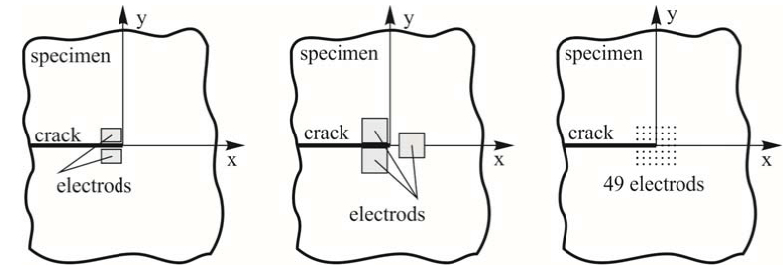 y
specimen
crack
x
electrods
y
specimen
crack
x
electrods
y
specimen
crack
x
49 electrods